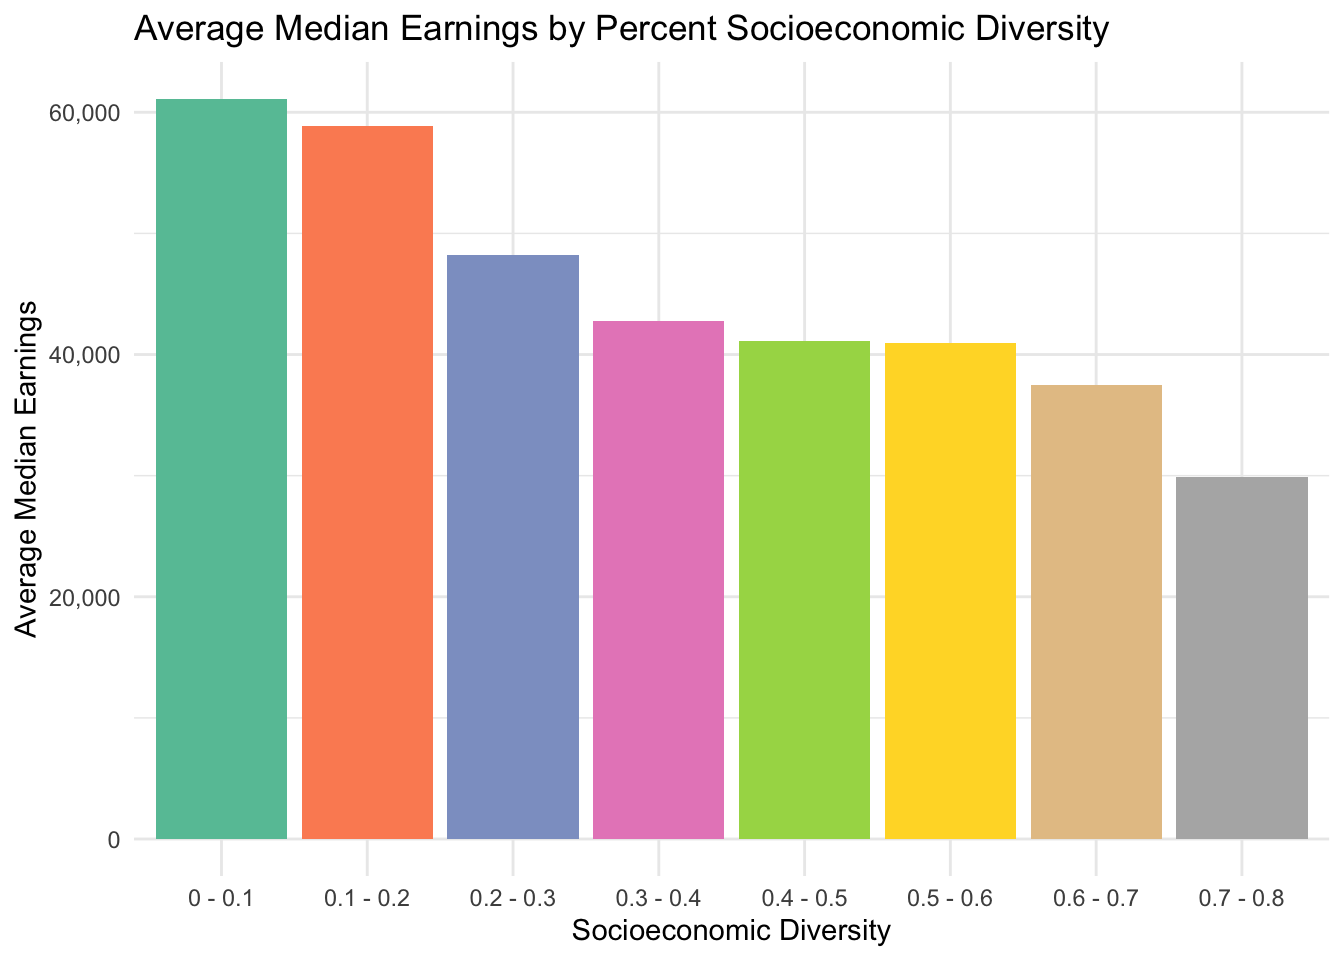 Average Median Earnings by Percent Socioeconomic Diversity
Average Median Earnings
60,000
40,000
20,000
0
0 - 0.1
0.1 - 0.2
0.2 - 0.3
0.3 - 0.4
0.4 - 0.5
0.5 - 0.6
0.6 - 0.7
0.7 - 0.8
Socioeconomic Diversity